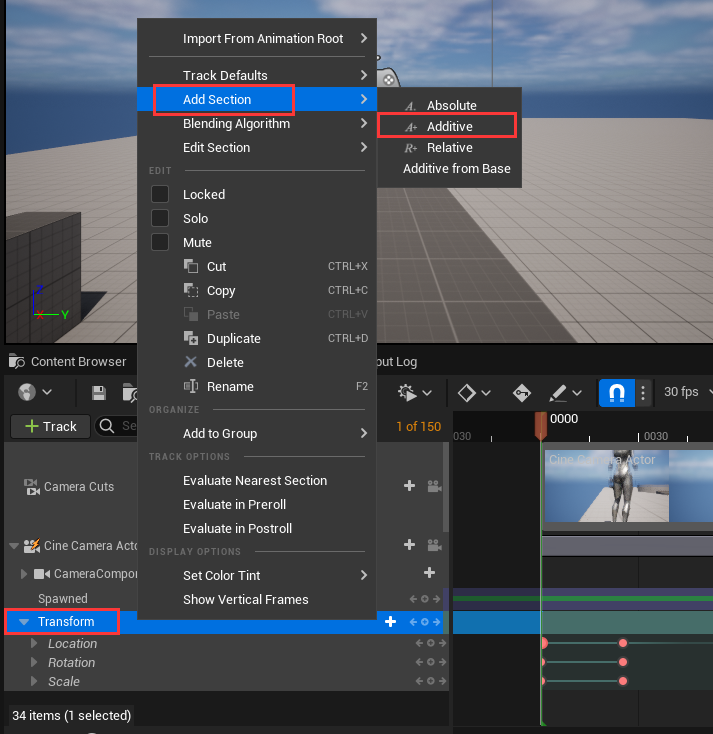 Import From Animation Root
Track Defaults
Add Section
Absolute
Additive
Relative
Additive from Base
Blending Algorithm
Edit Section
EDIT
Locked
Solo
Mute
Cut CTRL+X
Copy CTRL+C
Paste CTRL+V
Duplicate CTRL+D
Delete
Rename F2
ORGANIZE
Add to Group
TRACK OPTIONS
Evaluate Nearest Section
Evaluate in Preroll
Evaluate in Postroll
DISPLAY OPTIONS
Set Color Tint
Show Vertical Frames
Z
X
Y
Content Browser
put Log
30 fps
+ Track
Se
1 of 150
030
0000
0030
Camera Cuts
Cine Camera Actor
Cine Camera Acto
CameraCompo
Spawned
Transform
Location
Rotation
Scale
34 items (1 selected)